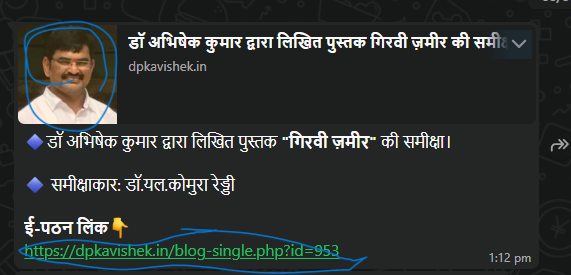 डॉ अभिषेक कुमार द्वारा लिखित पुस्तक गिरवी ज़मीर की
dpkavishek.in
🔷डॉ अभिषेक कुमार द्वारा लिखित पुस्तक "गिरवी ज़मीर" की समीक्षा।
🔷 समीक्षाकार: डॉ.यल.कोमुरा रेड्डी
ई-पठन लिंक👇
https://dpkavishek.in/blog-single.php?id=953
1:12 pm